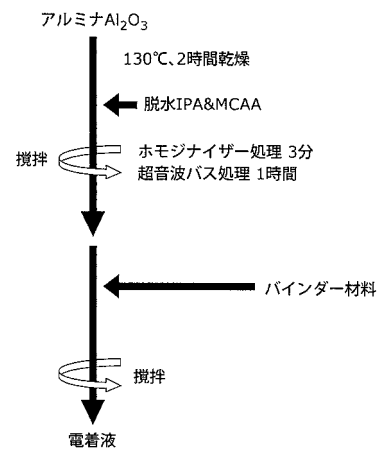 アルミナAl₂O₃
130℃、2時間乾燥
脱水IPA&MCAA
攪拌
ホモジナイザー処理 3分
超音波バス処理 1時間
バインダー材料
攪拌
電着液